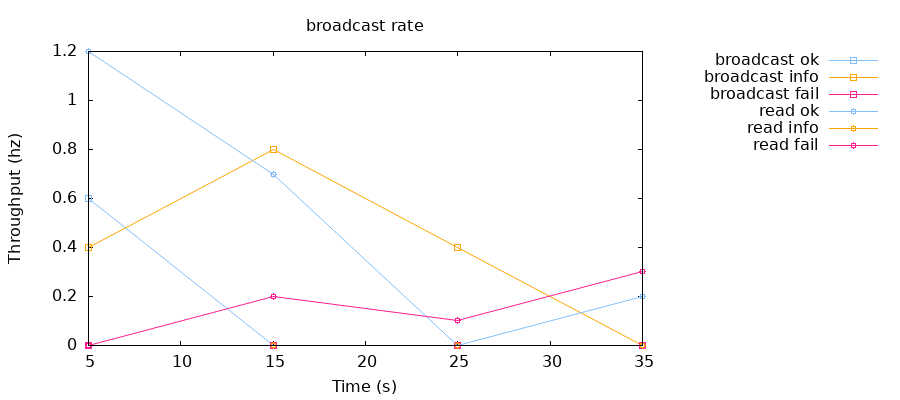 broadcast rate
1.2
1
0.8
0.6
0.4
0.2
0
5
10
15
20
25
30
35
Throughput (hz)
Time (s)
broadcast ok
broadcast info
broadcast fail
read ok
read info
read fail